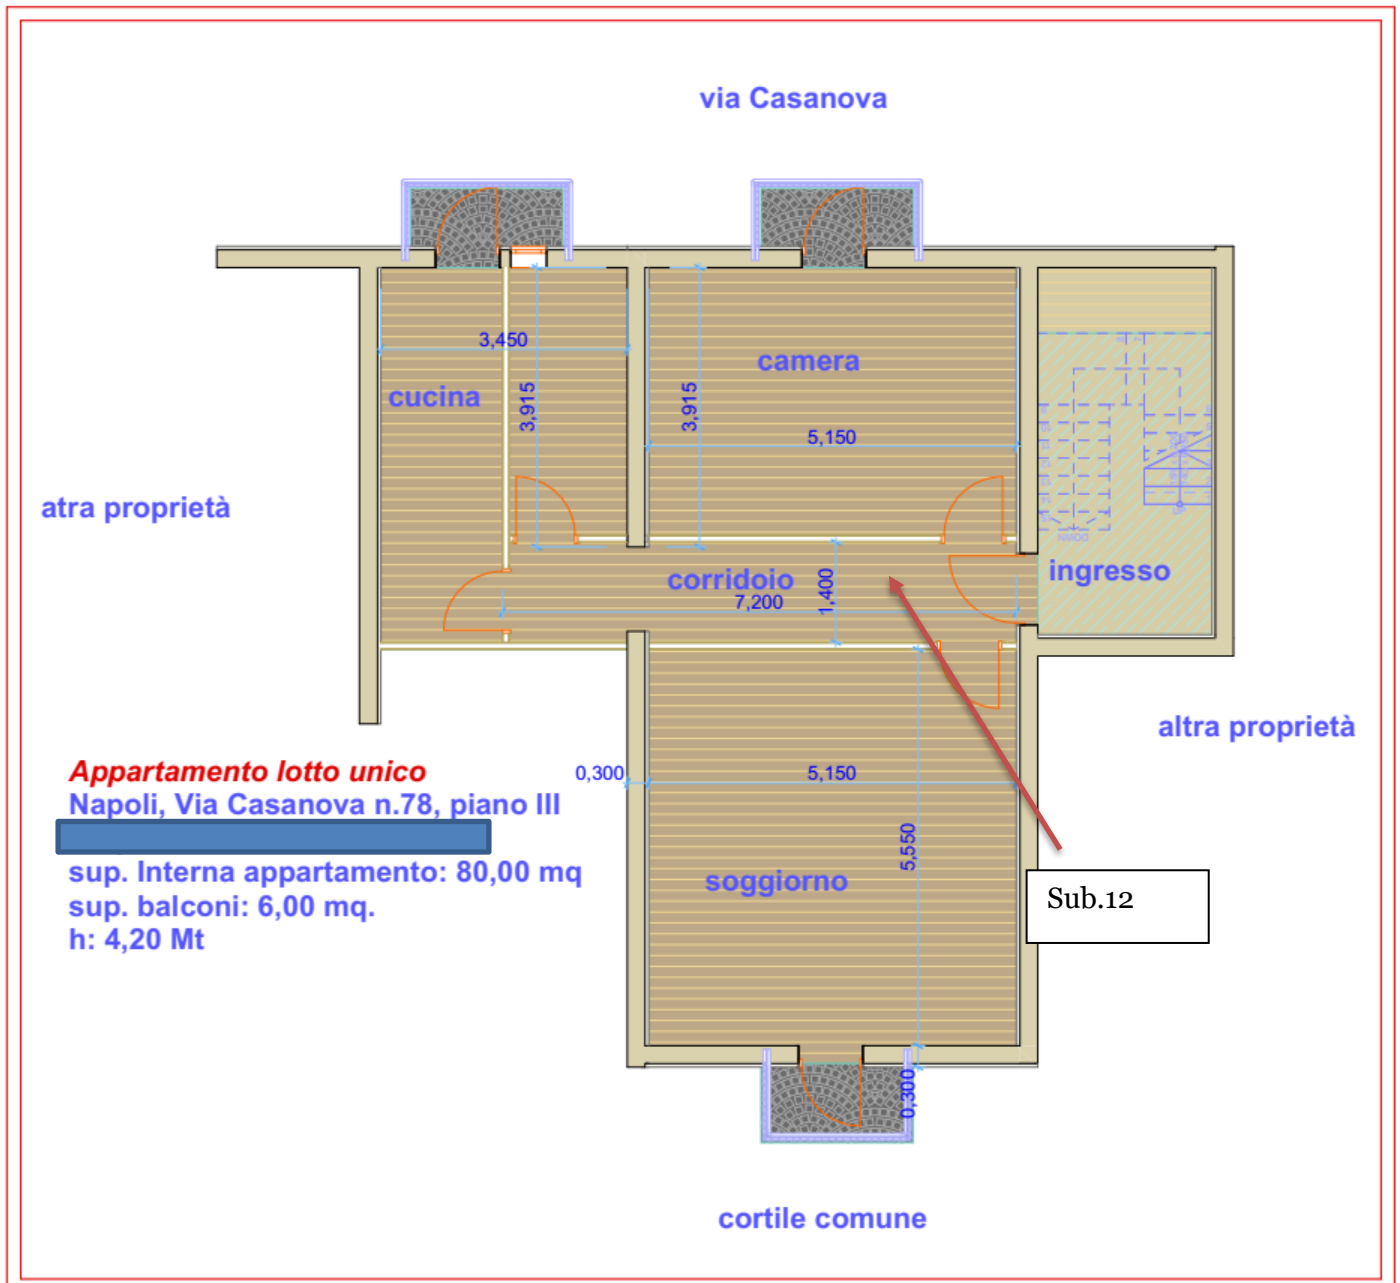 via Casanova
3,450
camera
cucina
3,915
3,915
5,150
atra proprietà
corridoio
ingresso
7,200
1,400
DOWN
altra proprietà
Appartamento lotto unico
0,300
5,150
Napoli, Via Casanova n.78, piano III
5,550
sup. Interna appartamento: 80,00 mq
soggiorno
Sub.12
sup. balconi: 6,00 mq.
h: 4,20 Mt
0,300
cortile comune